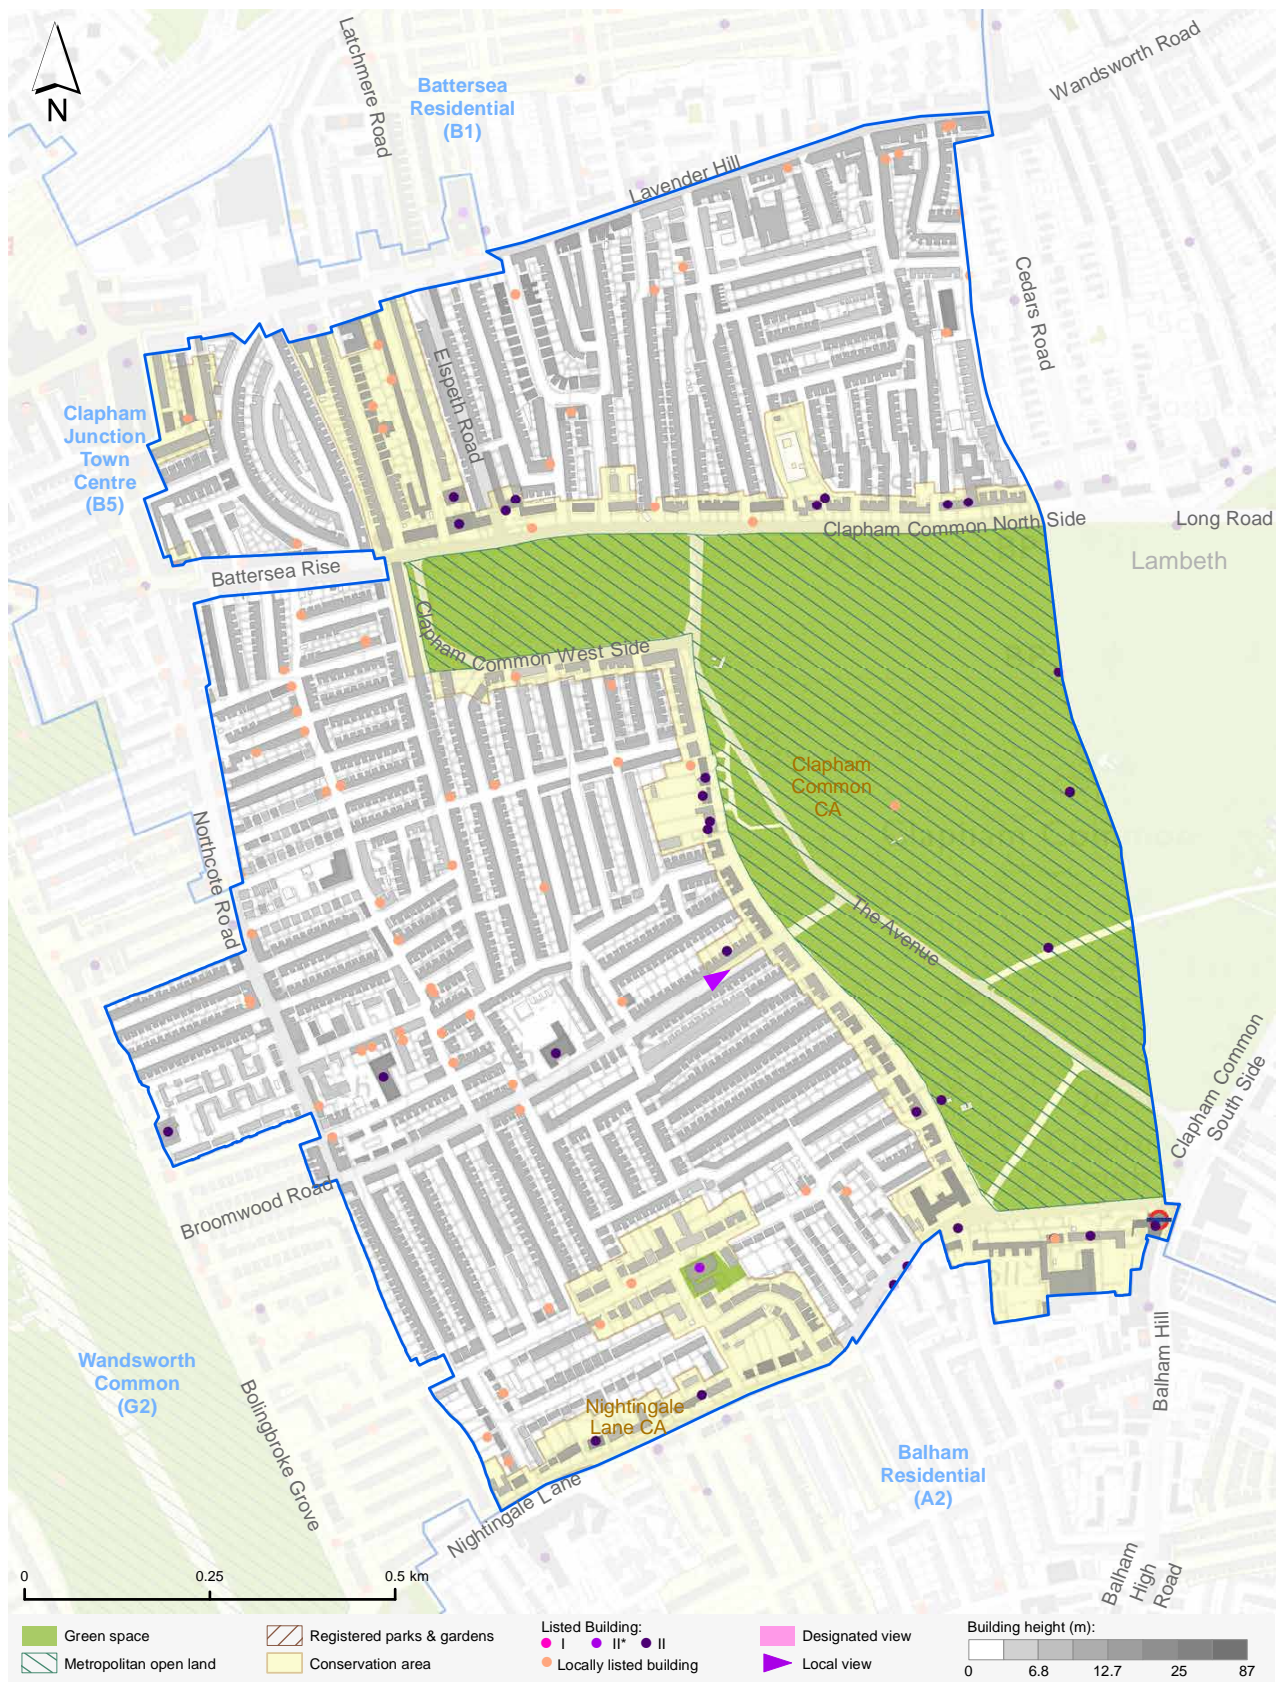 N
Latchmere Road
Battersea
Residential
(B1)
Wandsworth Road
Lavender Hill
Cedars Road
Elspeth Road
Clapham
Junction
Town
Centre
(B5)
Clapham Common North Side
Long Road
Lambeth
Battersea Rise
Clapham Common West Side
Clapham
Common
CA
Northcote Road
The Avenue
Clapham Common
South Side
Broomwood Road
Wandsworth
Common
(G2)
Bolingbroke Grove
Nightingale
Lane CA
Balham Hill
Balham
Residential
(A2)
Nightingale Lane
Balham
High
Road
0 0.25 0.5 km
Green space
Metropolitan open land
Registered parks & gardens
Conservation area
Listed Building:
I II* II
Locally listed building
Designated view
Local view
Building height (m):
0 6.8 12.7 25 87